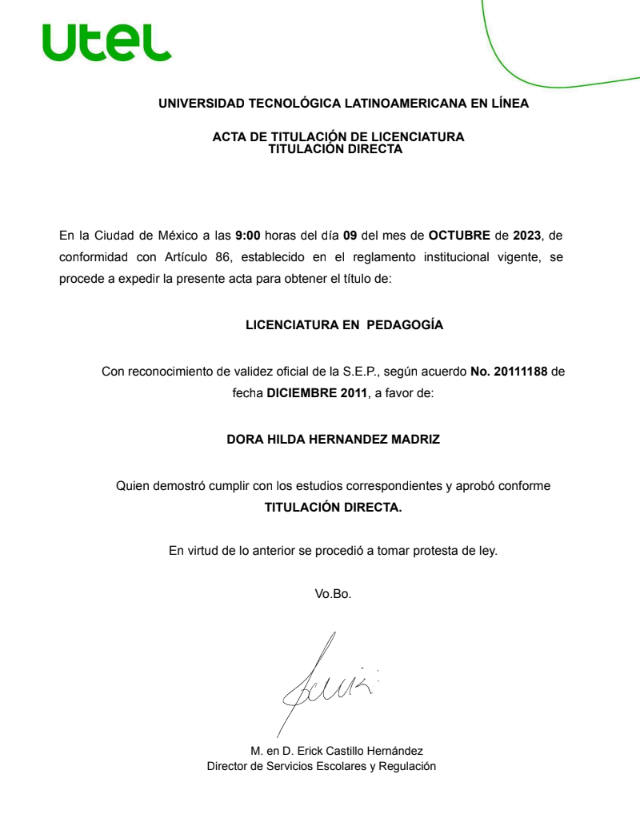 utel
UNIVERSIDAD TECNOLÓGICA LATINOAMERICANA EN LÍNEA
ACTA DE TITULACIÓN DE LICENCIATURA
TITULACIÓN DIRECTA
En la Ciudad de México a las 9:00 horas del día 09 del mes de OCTUBRE de 2023, de
conformidad con Artículo 86, establecido en el reglamento institucional vigente, se
procede a expedir la presente acta para obtener el título de:
LICENCIATURA EN PEDAGOGÍA
Con reconocimiento de validez oficial de la S.E.P., según acuerdo No. 20111188 de
fecha DICIEMBRE 2011, a favor de:
DORA HILDA HERNANDEZ MADRIZ
Quien demostró cumplir con los estudios correspondientes y aprobó conforme
TITULACIÓN DIRECTA.
En virtud de lo anterior se procedió a tomar protesta de ley.
Vo.Bo.
M. en D. Erick Castillo Hernández
Director de Servicios Escolares y Regulación